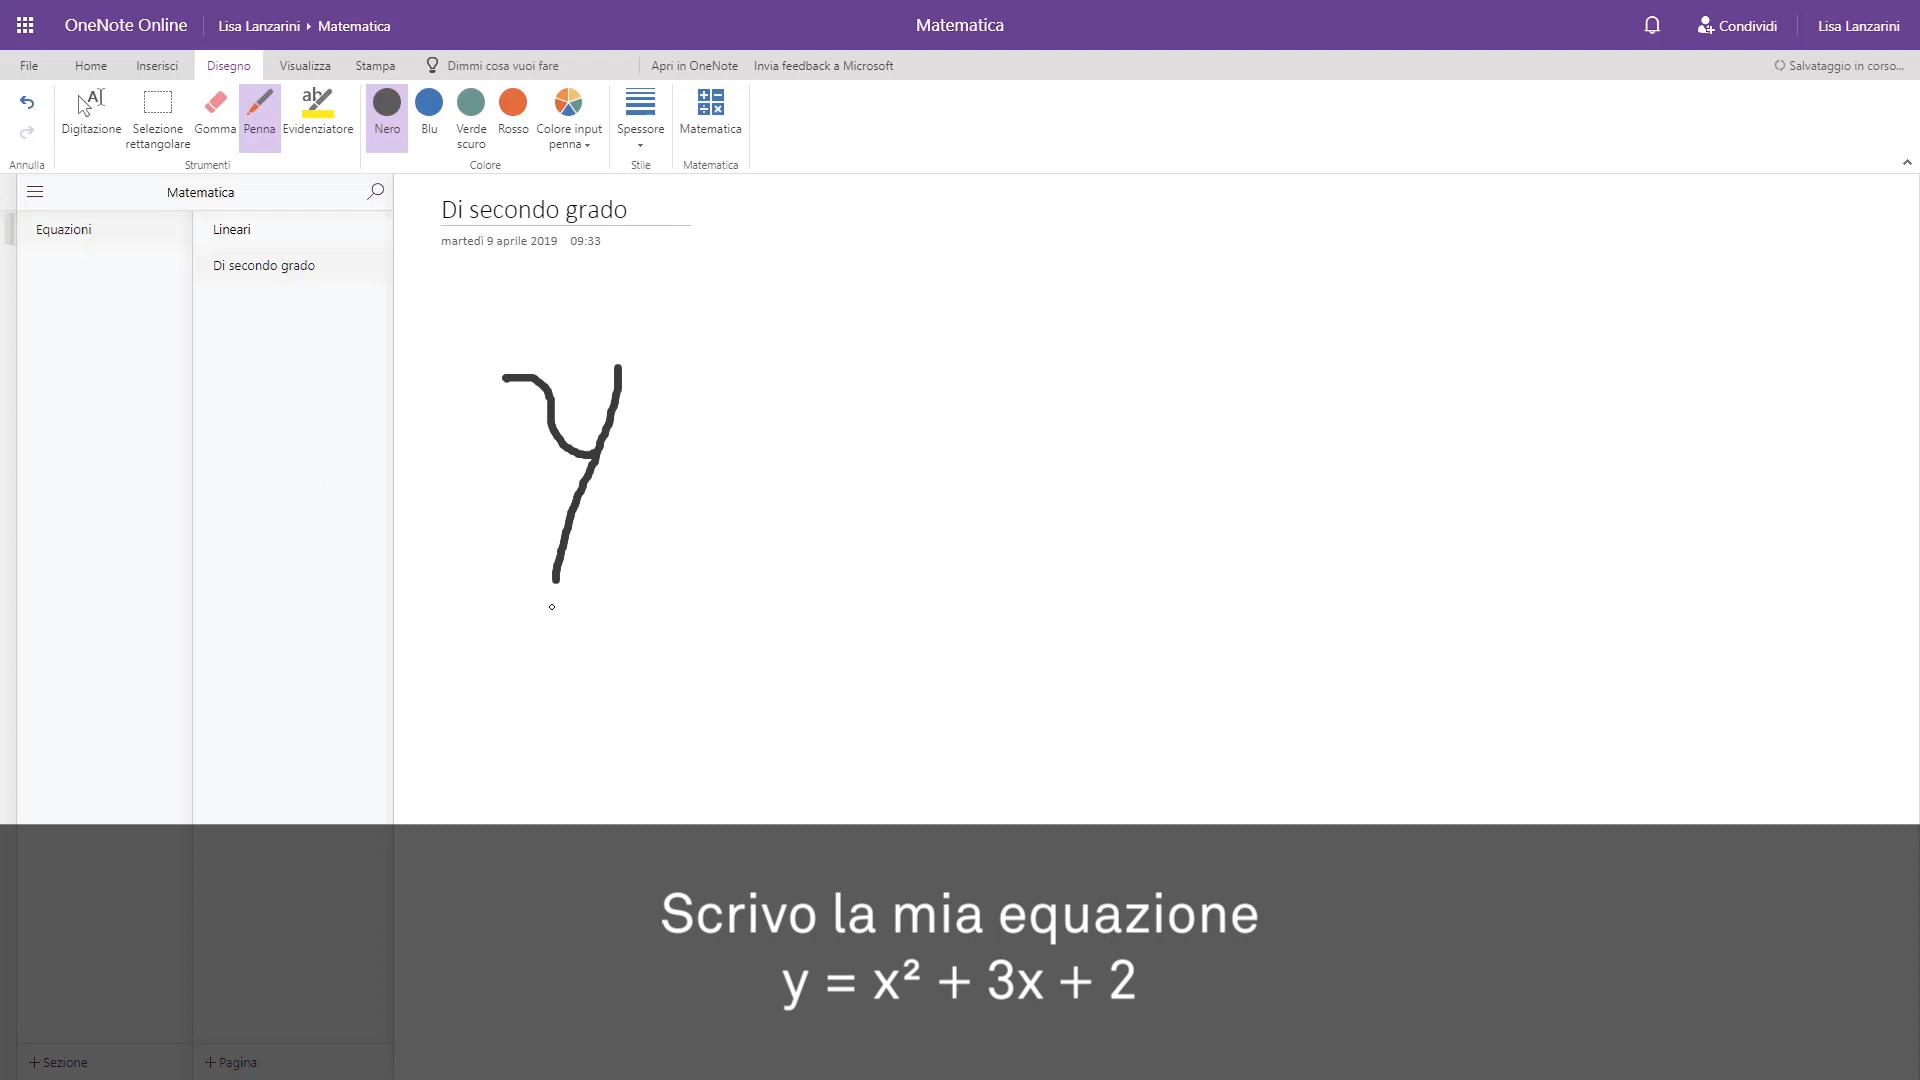 OneNote Online
Lisa Lanzarini ▸ Matematica
Matematica
Condividi
Lisa Lanzarini
File
Home
Inserisci
Disegno
Visualizza
Stampa
Dimmi cosa vuoi fare
Apri in OneNote
Invia feedback a Microsoft
Salvataggio in corso...
Digitazione
Selezione rettangolare
Gomma
Penna
Evidenziatore
Nero
Blu
Verde scuro
Rosso
Colore input penna
Spessore
Matematica
Annulla
Strumenti
Colore
Stile
Matematica
Matematica
Equazioni
Lineari
Di secondo grado
Di secondo grado
martedì 9 aprile 2019 09:33
y
Scrivo la mia equazione
y = x² + 3x + 2
+ Sezione
+ Pagina